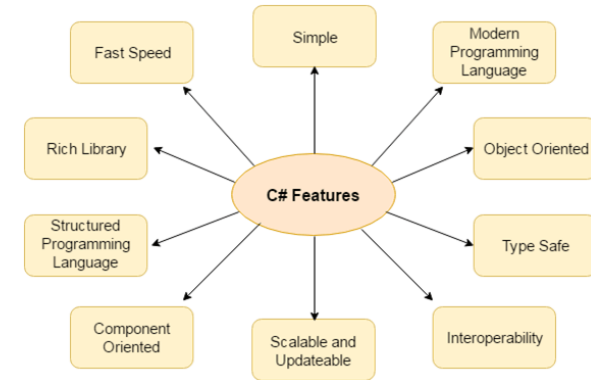 Simple
Modern
Programming
Language
Fast Speed
Rich Library
Object Oriented
C# Features
Structured
Programming
Language
Type Safe
Component
Oriented
Scalable and
Updateable
Interoperability